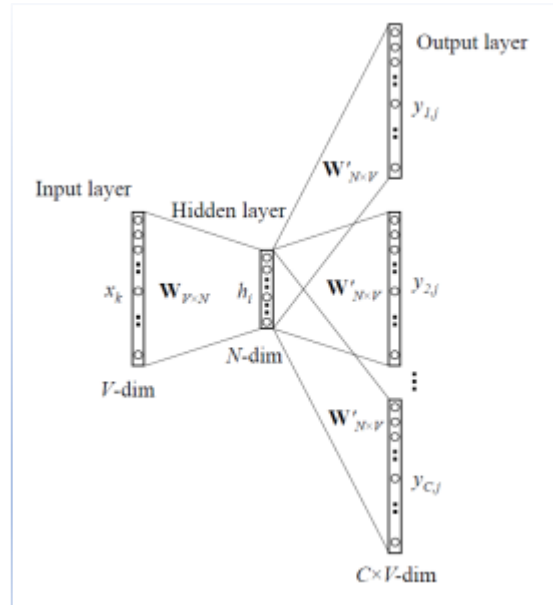 Output layer
y1,j
W'N×V
Input layer
Hidden layer
xk
WV×N
hi
W'N×V
y2,j
N-dim
V-dim
W'N×V
yC,j
C×V-dim